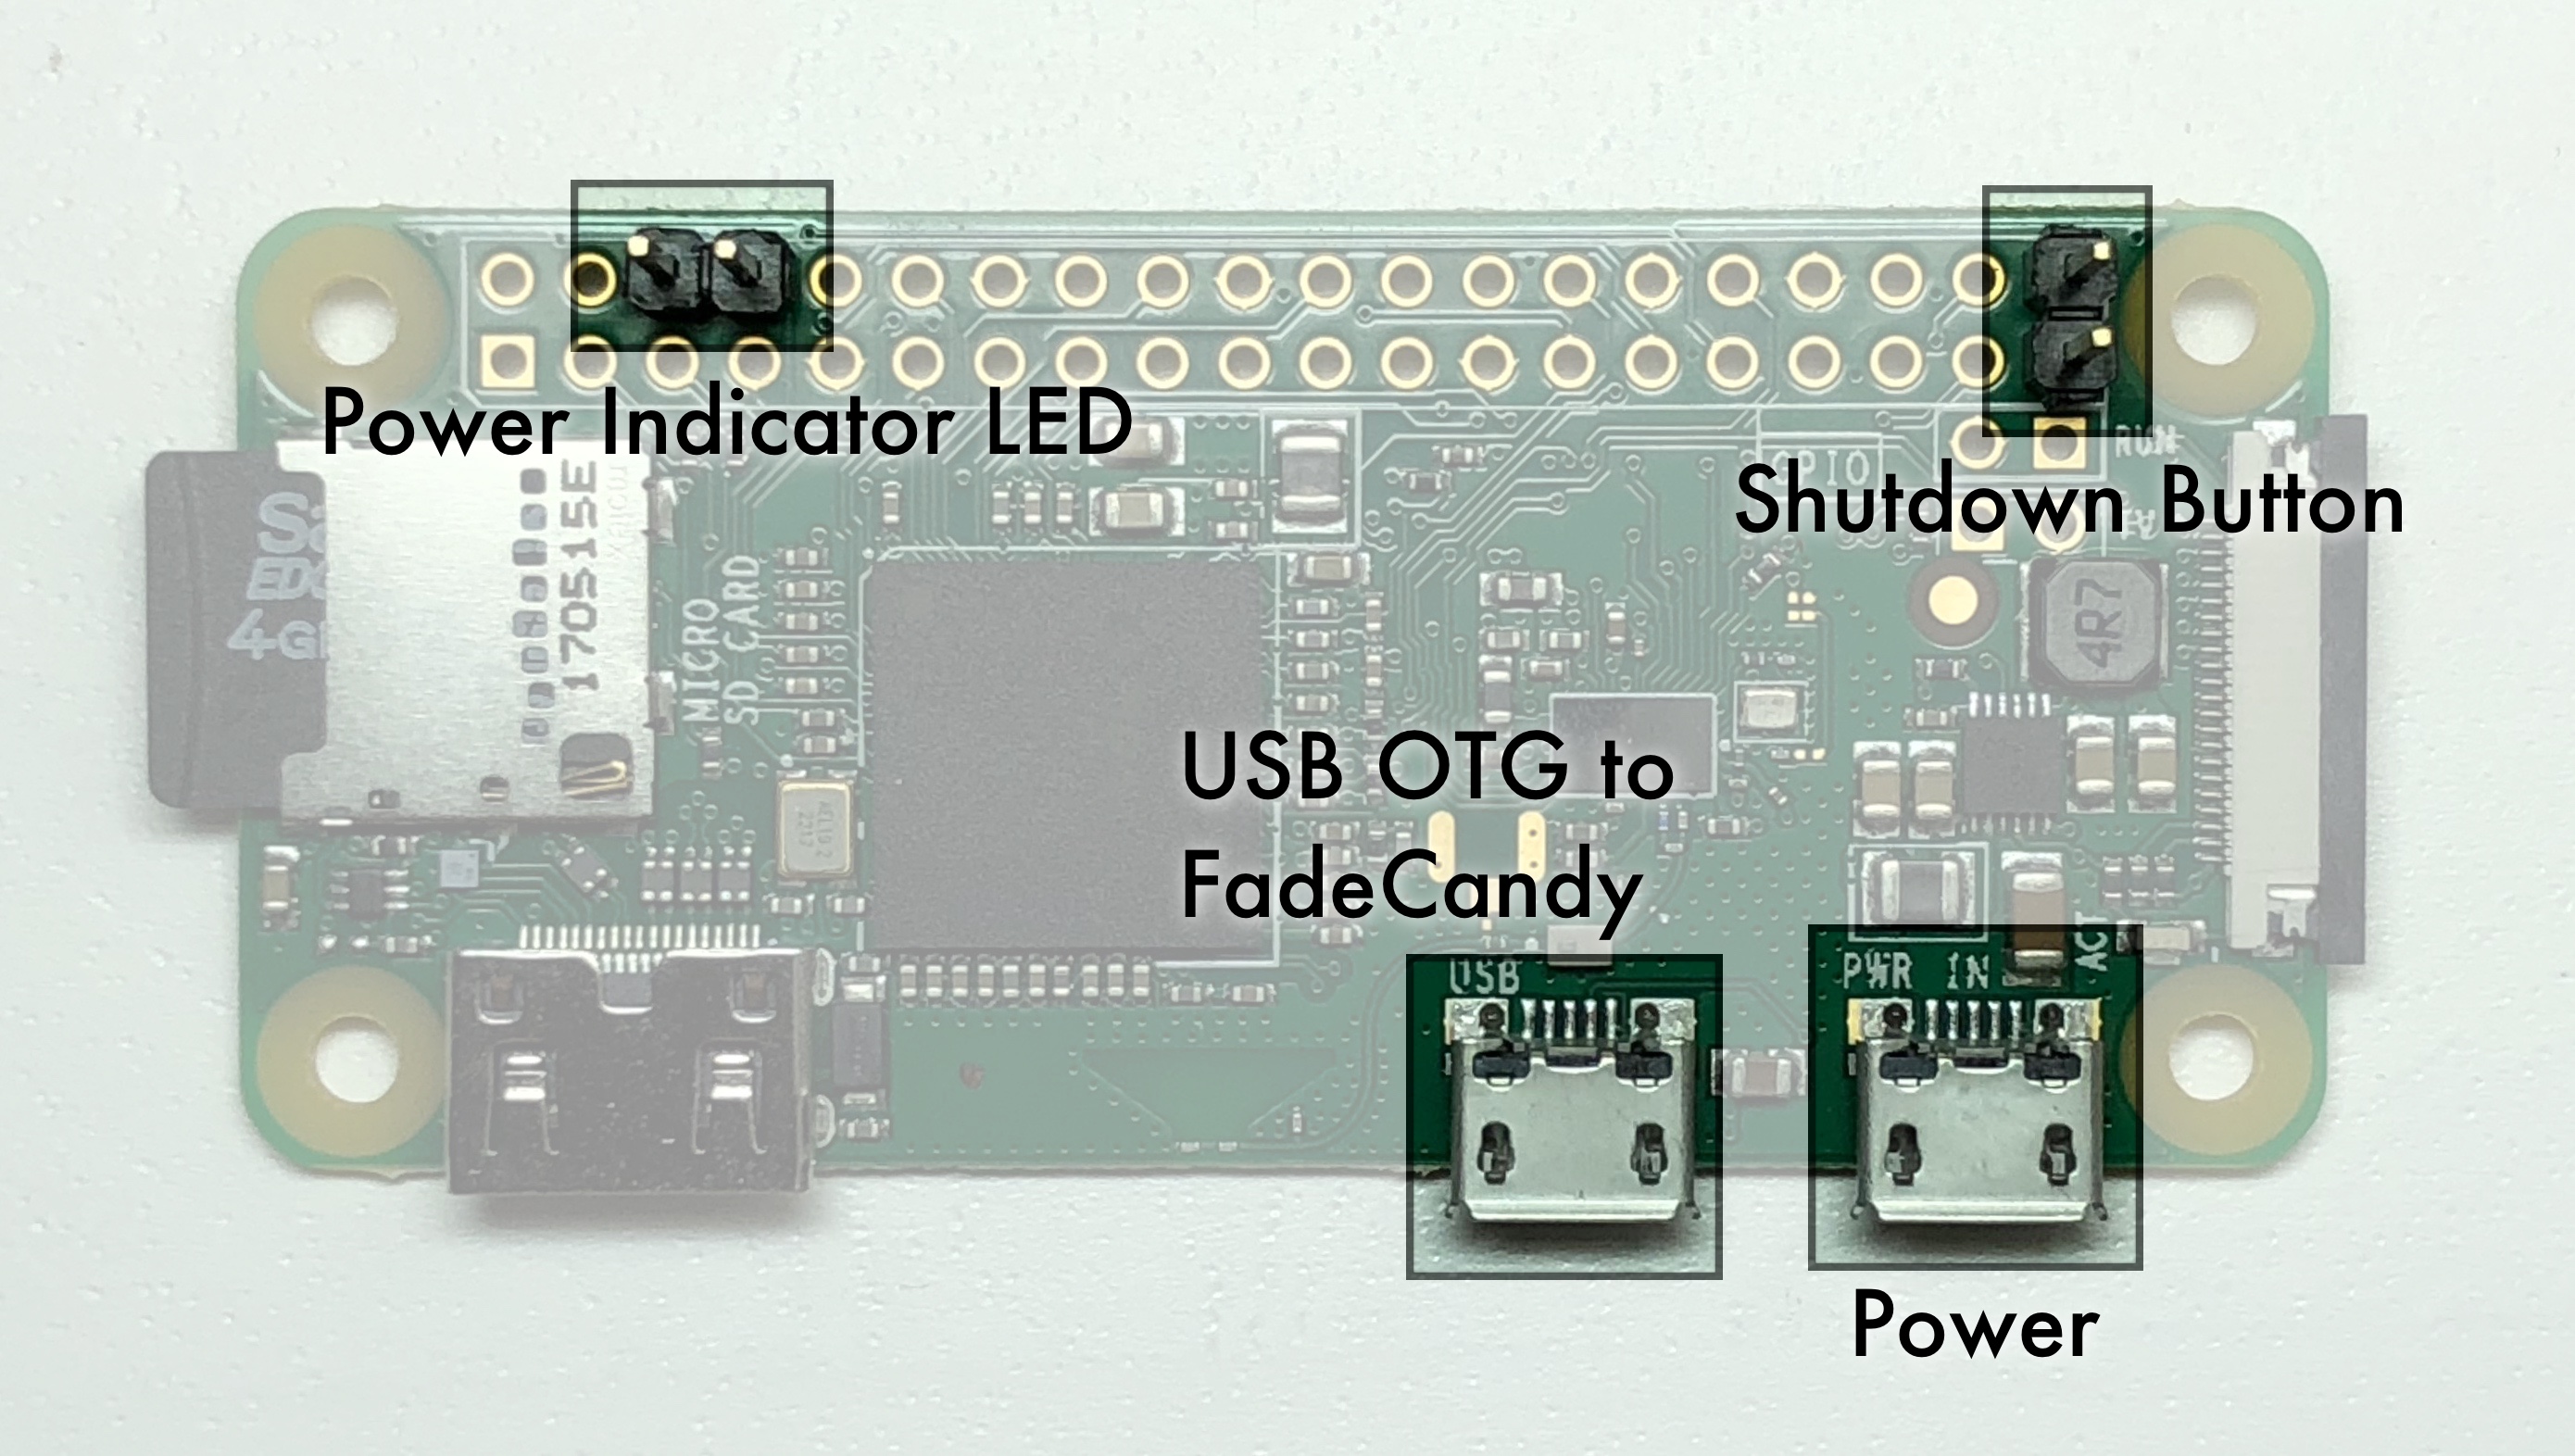 Power Indicator LED
RUN
GPIO
Shutdown Button
170515E
4R7
MICRO
SD CARD
USB OTG to
FadeCandy
USB
PWR IN
ACT
Power